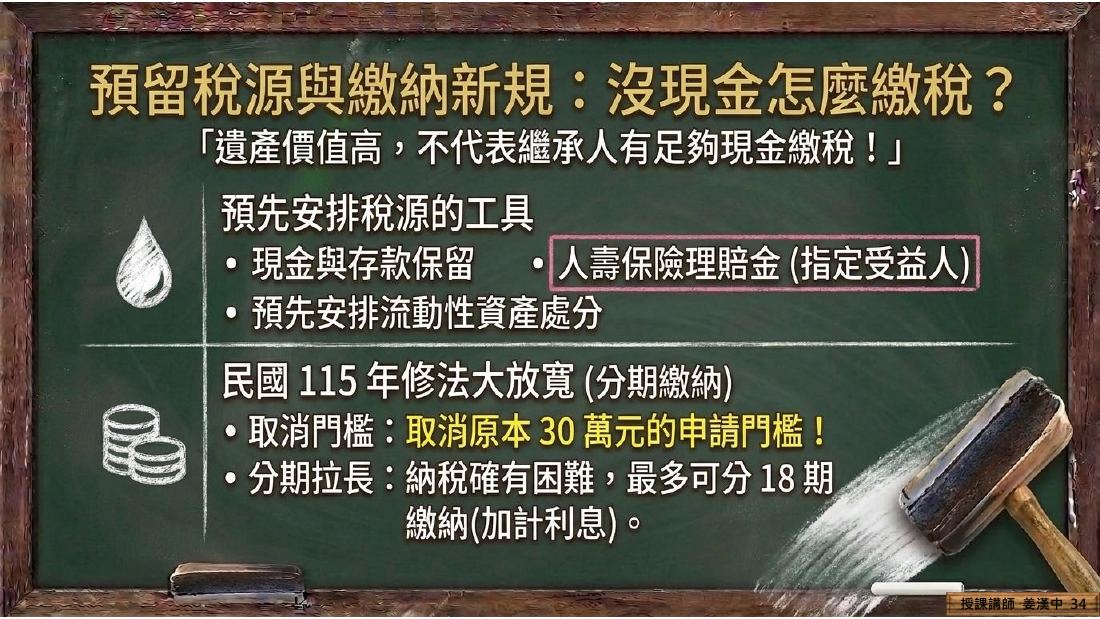 預留稅源與繳納新規：沒現金怎麼繳稅？
「遺產價值高，不代表繼承人有足夠現金繳稅！」
預先安排稅源的工具
• 現金與存款保留 • 人壽保險理賠金 (指定受益人)
• 預先安排流動性資產處分
民國 115 年修法大放寬 (分期繳納)
• 取消門檻：取消原本 30 萬元的申請門檻！
• 分期拉長：納稅確有困難，最多可分 18 期
繳納(加計利息)。
授課講師 姜漢中 34